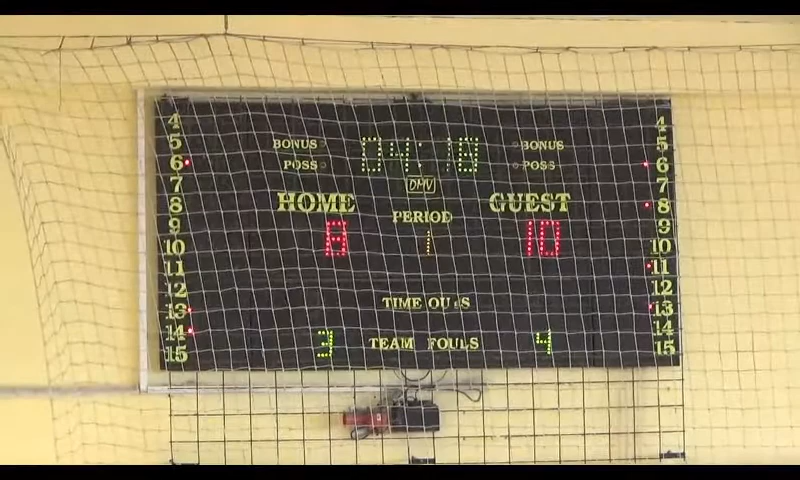 4 4
5 BONUS 04:18 BONUS 5
6 POSS POSS 6
7 DMV 7
8 HOME GUEST 8
9 PERIOD 9
10 8 1 10 10
11 11
12 12
13 TIME OUTS 13
14 14
15 3 TEAM FOULS 4 15